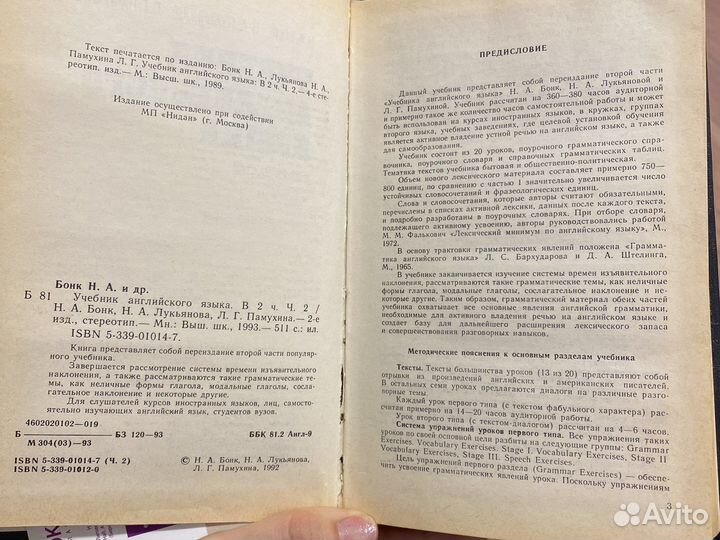 Текст печатается по изданию: Бонк Н. А., Лукьянова Н. А.,
Памухина Л. Г. Учебник английского языка: В 2 ч. Ч. 2,— 4-е сте-
реотип. изд.— М.: Высш. шк., 1989.
Издание осуществлено при содействии
МП «Нидан» (г. Москва)
Бонк Н. А. и др.
Б 81 Учебник английского языка. В 2 ч. Ч. 2 /
Н. А. Бонк, Н. А. Лукьянова, Л. Г. Памухина.— 2-е
изд., стереотип.— Мн.: Выш. шк., 1993.— 511 с.: ил.
ISBN 5-339-01014-7.
Книга представляет собой переиздание второй части популяр-
ного учебника.
Завершается рассмотрение системы времен изъявительного
наклонения, а также рассматриваются такие грамматические те-
мы, как неличные формы глагола, модальные глаголы, сослага-
тельное наклонение и некоторые другие.
Для слушателей курсов иностранных языков, лиц, самостоя-
тельно изучающих английский язык, студентов вузов.
4602020102—019
Б —— БЗ 120—93 ББК 81.2 Англ-9
М 304(03)—93
ISBN 5-339-01014-7 (Ч. 2)
ISBN 5-339-01012-0
© Н. А. Бонк, Н. А. Лукьянова,
Л. Г. Памухина, 1992
ПРЕДИСЛОВИЕ
Данный учебник представляет собой переиздание второй части
«Учебника английского языка» Н. А. Бонк, Н. А. Лукьяновой и
Л. Г. Памухиной. Учебник рассчитан на 360—380 часов аудиторной
и примерно такое же количество часов самостоятельной работы и может
быть использован на курсах иностранных языков, в кружках, группах
второго языка, учебных заведениях, где целевой установкой обучения
является активное владение устной речью на английском языке, а также
для самообразования.
Учебник состоит из 20 уроков, поурочного грамматического спра-
вочника, поурочного словаря и справочных грамматических таблиц.
Тематика текстов учебника бытовая и общественно-политическая.
Объем нового лексического материала составляет примерно 750—
800 единиц, по сравнению с частью 1 значительно увеличивается число
устойчивых словосочетаний и фразеологических единиц.
Слова и словосочетания, которые авторы считают обязательными,
перечислены в списках активной лексики, данных после каждого текста,
и подробно разработаны в поурочных словарях. При отборе словаря,
подлежащего активному усвоению, авторы руководствовались работой
М. М. Фалькович «Лексический минимум по английскому языку», М.,
1972.
В основу трактовки грамматических явлений положена «Грамма-
тика английского языка» Л. С. Бархударова и Д. А. Штелинга,
М., 1965.
В учебнике заканчивается изучение системы времен изъявительного
наклонения, рассматриваются такие грамматические темы, как неличные
формы глагола, модальные глаголы, сослагательное наклонение и неко-
торые другие. Таким образом, грамматический материал обеих частей
учебника охватывает все основные явления английской грамматики,
необходимые для активного владения речью на английском языке и
создает базу для дальнейшего расширения лексического запаса
и совершенствования разговорных навыков.
Методические пояснения к основным разделам учебника
Тексты. Тексты большинства уроков (13 из 20) представляют собой
отрывки из произведений английских и американских писателей.
В остальных семи уроках предлагаются диалоги на различные разго-
ворные темы.
Каждый урок первого типа (с текстом фабульного характера) рас-
считан примерно на 14—20 часов аудиторной работы.
Урок второго типа (с текстом-диалогом) рассчитан на 4—6 часов.
Система упражнений уроков первого типа. Все упражнения таких
уроков по своей основной цели разбиты на следующие группы: Grammar
Exercises. Vocabulary Exercises, Stage I. Vocabulary Exercises, Stage II
Vocabulary Exercises, Stage III. Speech Exercises.
Цель упражнений первого раздела (Grammar Exercises) — обеспе-
чить усвоение грамматического явления урока. Поскольку упражнениям
3
Avito